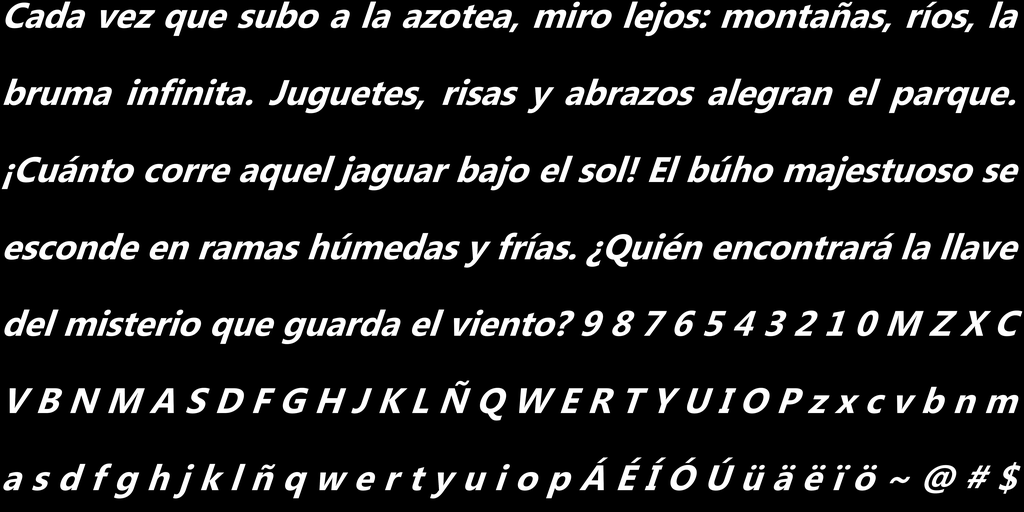 Cada vez que subo a la azotea, miro lejos: montañas, ríos, la
bruma infinita. Juguetes, risas y abrazos alegran el parque.
¡Cuánto corre aquel jaguar bajo el sol! El búho majestuoso se
esconde en ramas húmedas y frías. ¿Quién encontrará la llave
del misterio que guarda el viento? 9 8 7 6 5 4 3 2 1 0 M Z X C
V B N M A S D F G H J K L Ñ Q W E R T Y U I O P z x c v b n m
a s d f g h j k l ñ q w e r t y u i o p Á É Í Ó Ú ü ä ë ï ö ~ @ # $